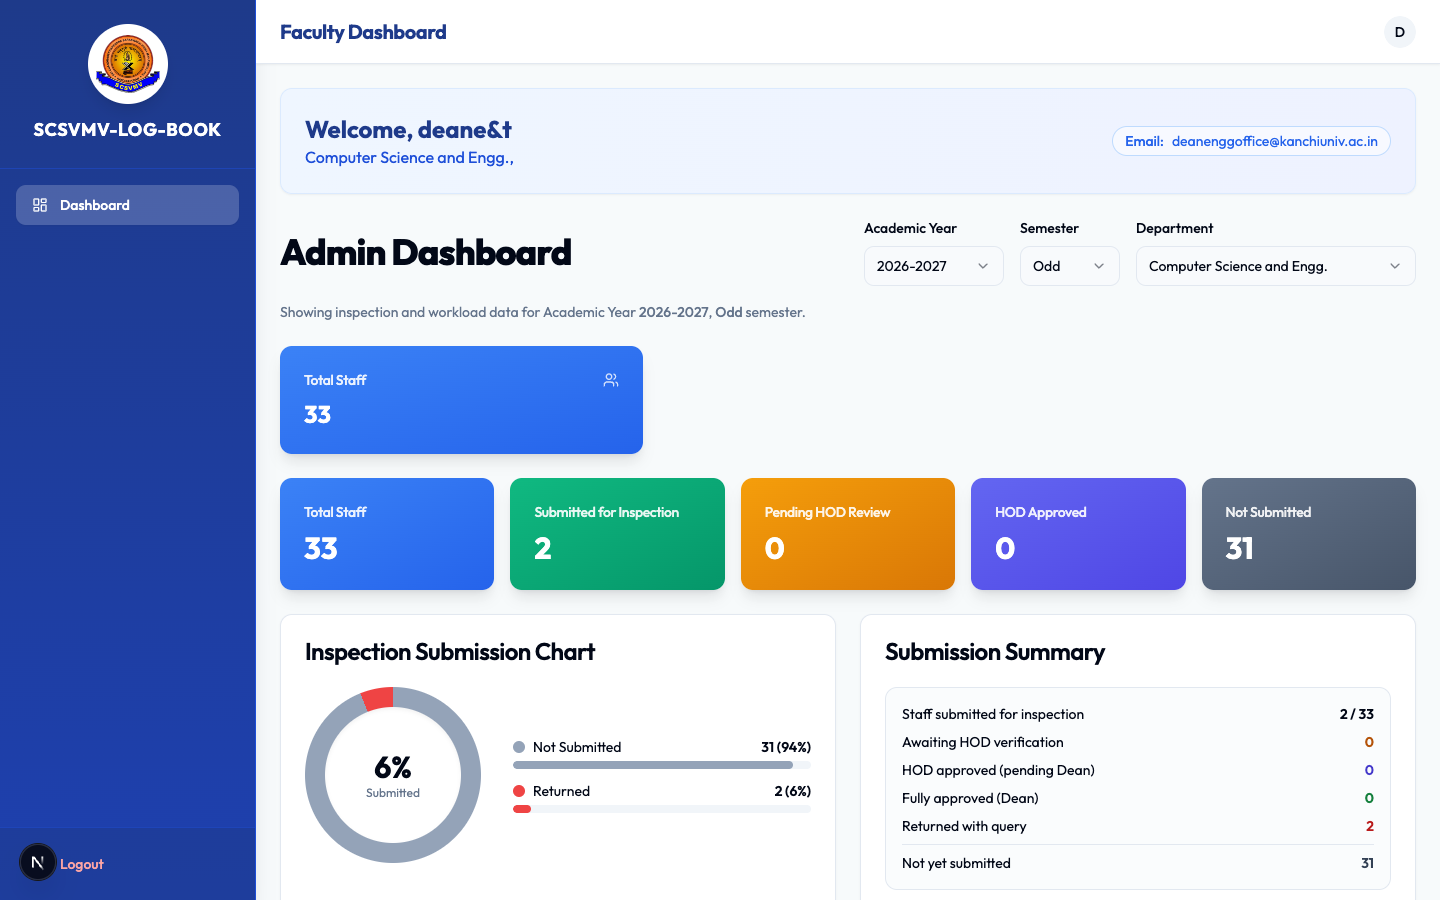 SCSVMV
SCSVMV-LOG-BOOK
Dashboard
N
Logout
Faculty Dashboard
D
Welcome, deane&t
Computer Science and Engg.,
Email: deanenggoffice@kanchiuniv.ac.in
Admin Dashboard
Academic Year
2026-2027
Semester
Odd
Department
Computer Science and Engg.
Showing inspection and workload data for Academic Year 2026-2027, Odd semester.
Total Staff
33
Total Staff
33
Submitted for Inspection
2
Pending HOD Review
0
HOD Approved
0
Not Submitted
31
Inspection Submission Chart
6%
Submitted
Not Submitted 31 (94%)
Returned 2 (6%)
Submission Summary
Staff submitted for inspection 2 / 33
Awaiting HOD verification 0
HOD approved (pending Dean) 0
Fully approved (Dean) 0
Returned with query 2
Not yet submitted 31